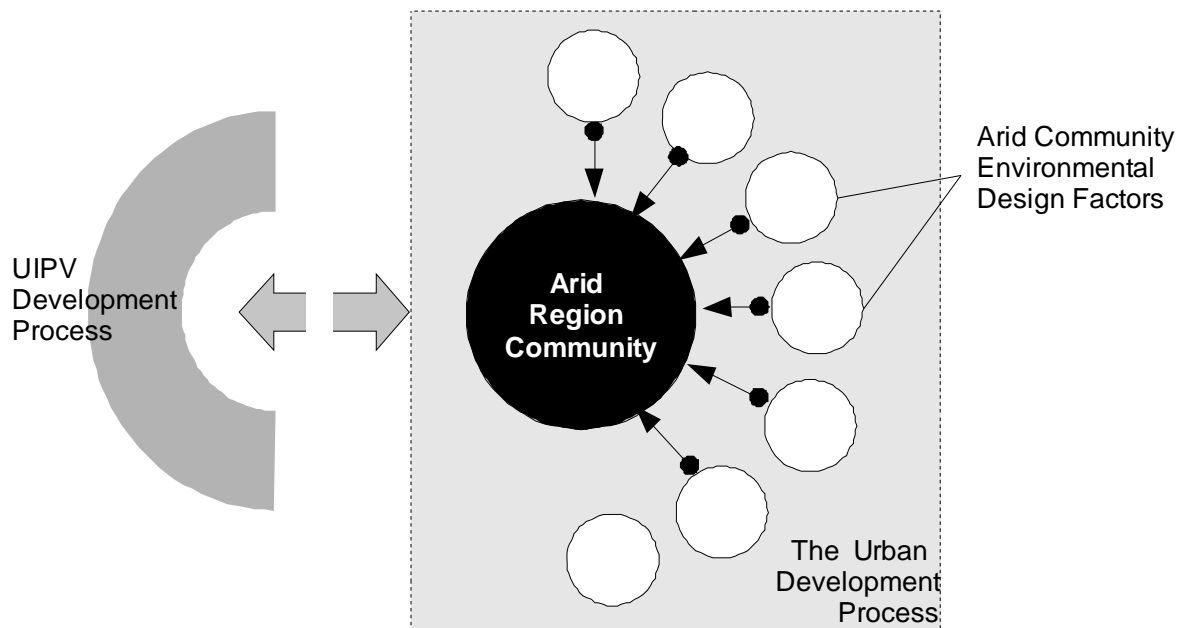 UIPV
Development
Process
Arid
Region
Community
Arid Community
Environmental
Design Factors
The Urban
Development
Process